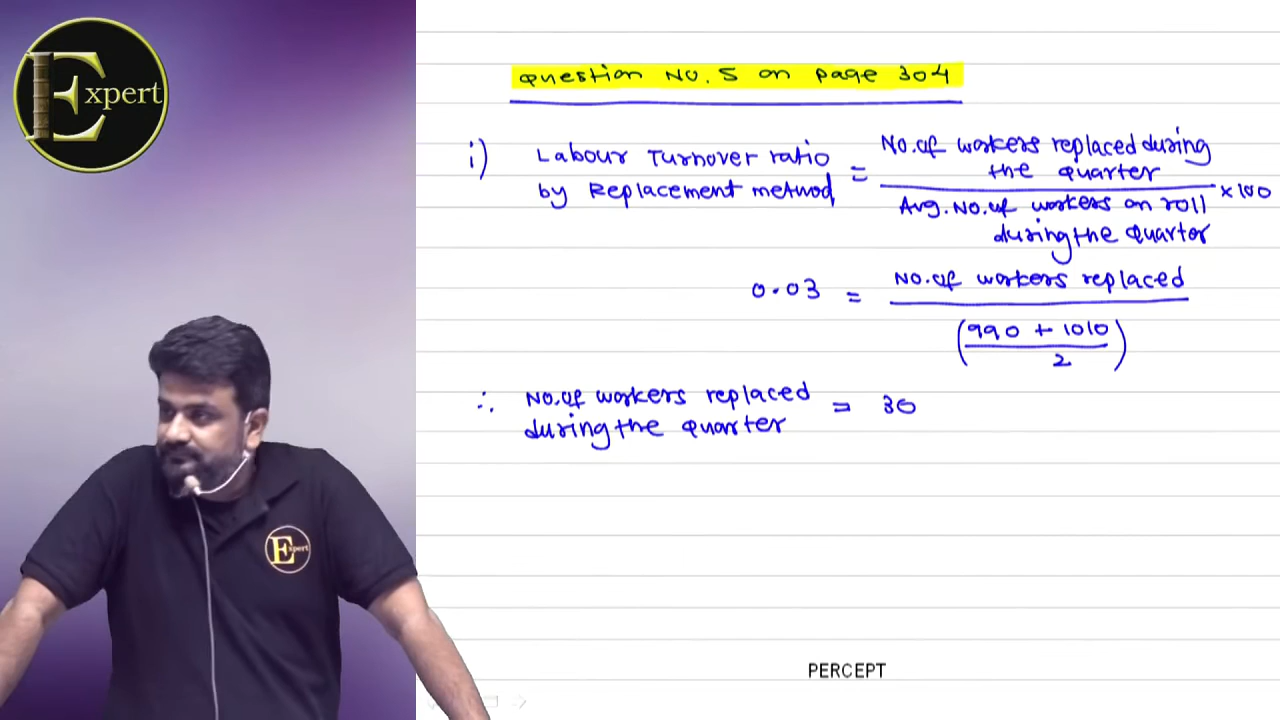 Expert
Question No. 5 on page 304
i) Labour Turnover ratio by Replacement method = No. of workers replaced during the quarter / Avg. No. of workers on roll during the quarter × 100
0.03 = No. of workers replaced / (990 + 1010 / 2)
∴ No. of workers replaced during the quarter = 30
Expert
PERCEPT